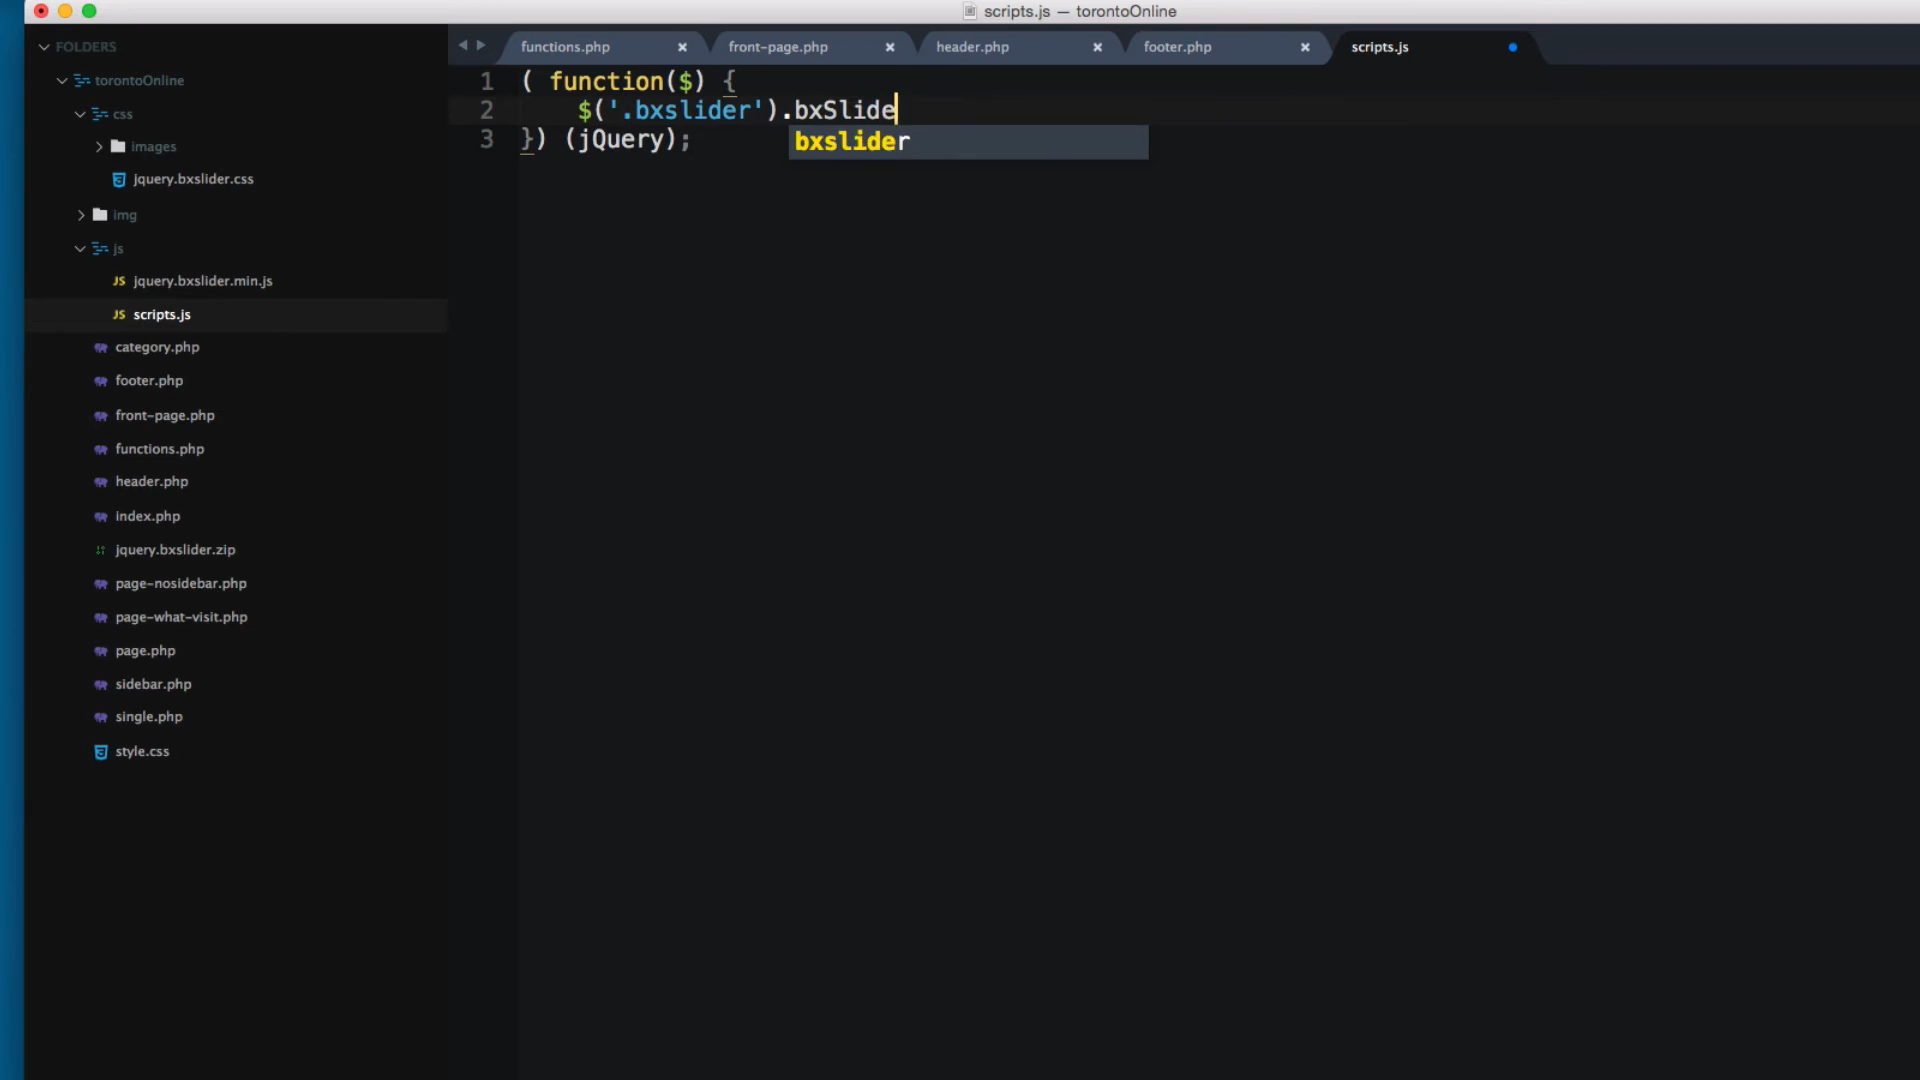 scripts.js — torontoOnline
FOLDERS
torontoOnline
css
images
jquery.bxslider.css
img
js
JS jquery.bxslider.min.js
JS scripts.js
category.php
footer.php
front-page.php
functions.php
header.php
index.php
jquery.bxslider.zip
page-nosidebar.php
page-what-visit.php
page.php
sidebar.php
single.php
style.css
functions.php
front-page.php
header.php
footer.php
scripts.js
1 ( function($) {
2 $('.bxslider').bxSlide
3 }) (jQuery);
bxslider